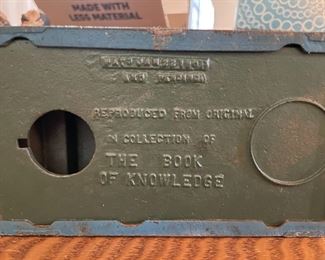 MADE WITH
LESS MATERIAL
REPRODUCED FROM ORIGINAL
IN COLLECTION OF
THE BOOK
OF KNOWLEDGE